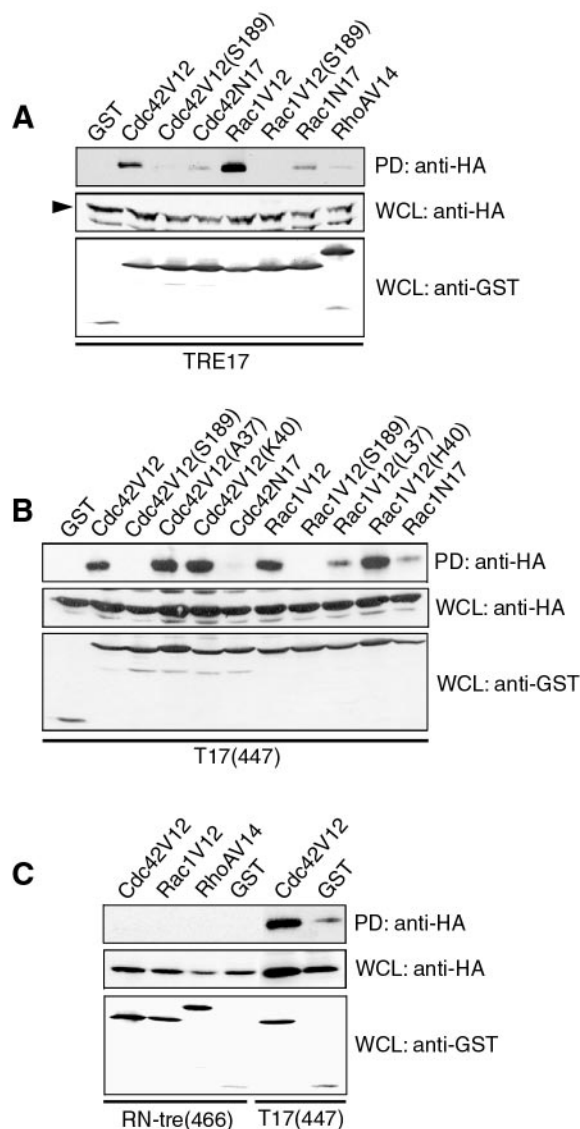 A
GST
Cdc42V12
Cdc42V12(S189)
Cdc42N17
Rac1V12
Rac1V12(S189)
Rac1N17
RhoAV14
PD: anti-HA
WCL: anti-HA
WCL: anti-GST
TRE17
B
GST
Cdc42V12
Cdc42V12(S189)
Cdc42V12(A37)
Cdc42V12(K40)
Cdc42N17
Rac1V12
Rac1V12(S189)
Rac1V12(L37)
Rac1V12(H40)
Rac1N17
PD: anti-HA
WCL: anti-HA
WCL: anti-GST
T17(447)
C
Cdc42V12
Rac1V12
RhoAV14
GST
Cdc42V12
GST
PD: anti-HA
WCL: anti-HA
WCL: anti-GST
RN-tre(466) T17(447)